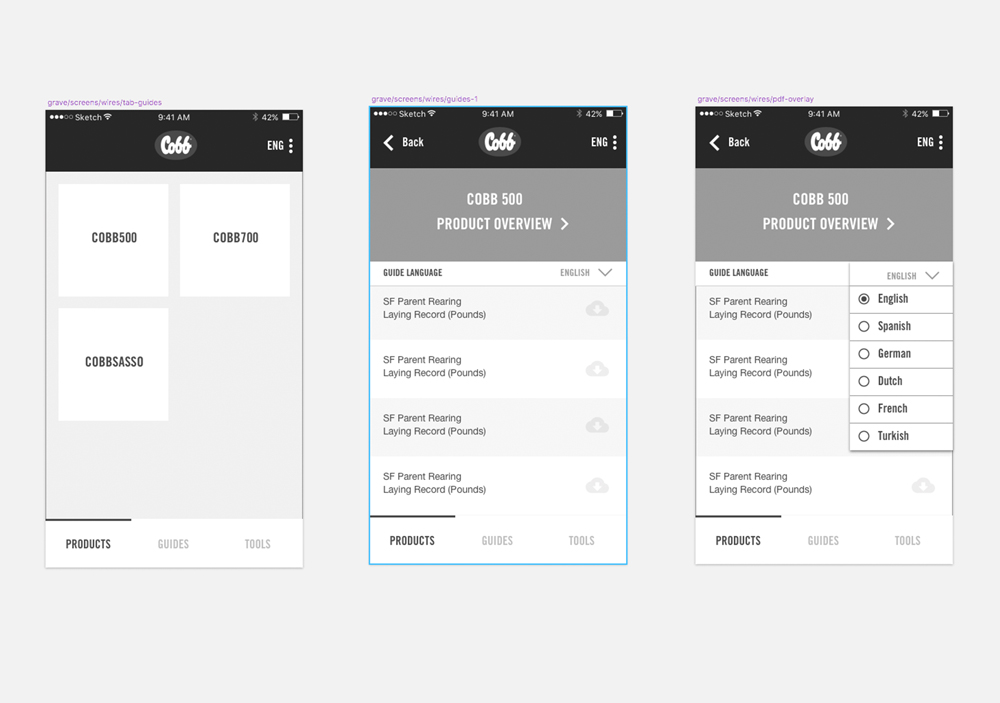 grave/screens/wires/tab-guides
Sketch
9:41 AM
42%
Cobb
ENG
COBB500
COBB700
COBBSASSO
PRODUCTS
GUIDES
TOOLS
grave/screens/wires/guides-1
Sketch
9:41 AM
42%
Back
Cobb
ENG
COBB 500
PRODUCT OVERVIEW
GUIDE LANGUAGE
ENGLISH
SF Parent Rearing
Laying Record (Pounds)
SF Parent Rearing
Laying Record (Pounds)
SF Parent Rearing
Laying Record (Pounds)
SF Parent Rearing
Laying Record (Pounds)
PRODUCTS
GUIDES
TOOLS
grave/screens/wires/pdf-overlay
Sketch
9:41 AM
42%
Back
Cobb
ENG
COBB 500
PRODUCT OVERVIEW
GUIDE LANGUAGE
ENGLISH
English
Spanish
German
Dutch
French
Turkish
SF Parent Rearing
Laying Record (Pounds)
SF Parent Rearing
Laying Record (Pounds)
SF Parent Rearing
Laying Record (Pounds)
SF Parent Rearing
Laying Record (Pounds)
PRODUCTS
GUIDES
TOOLS